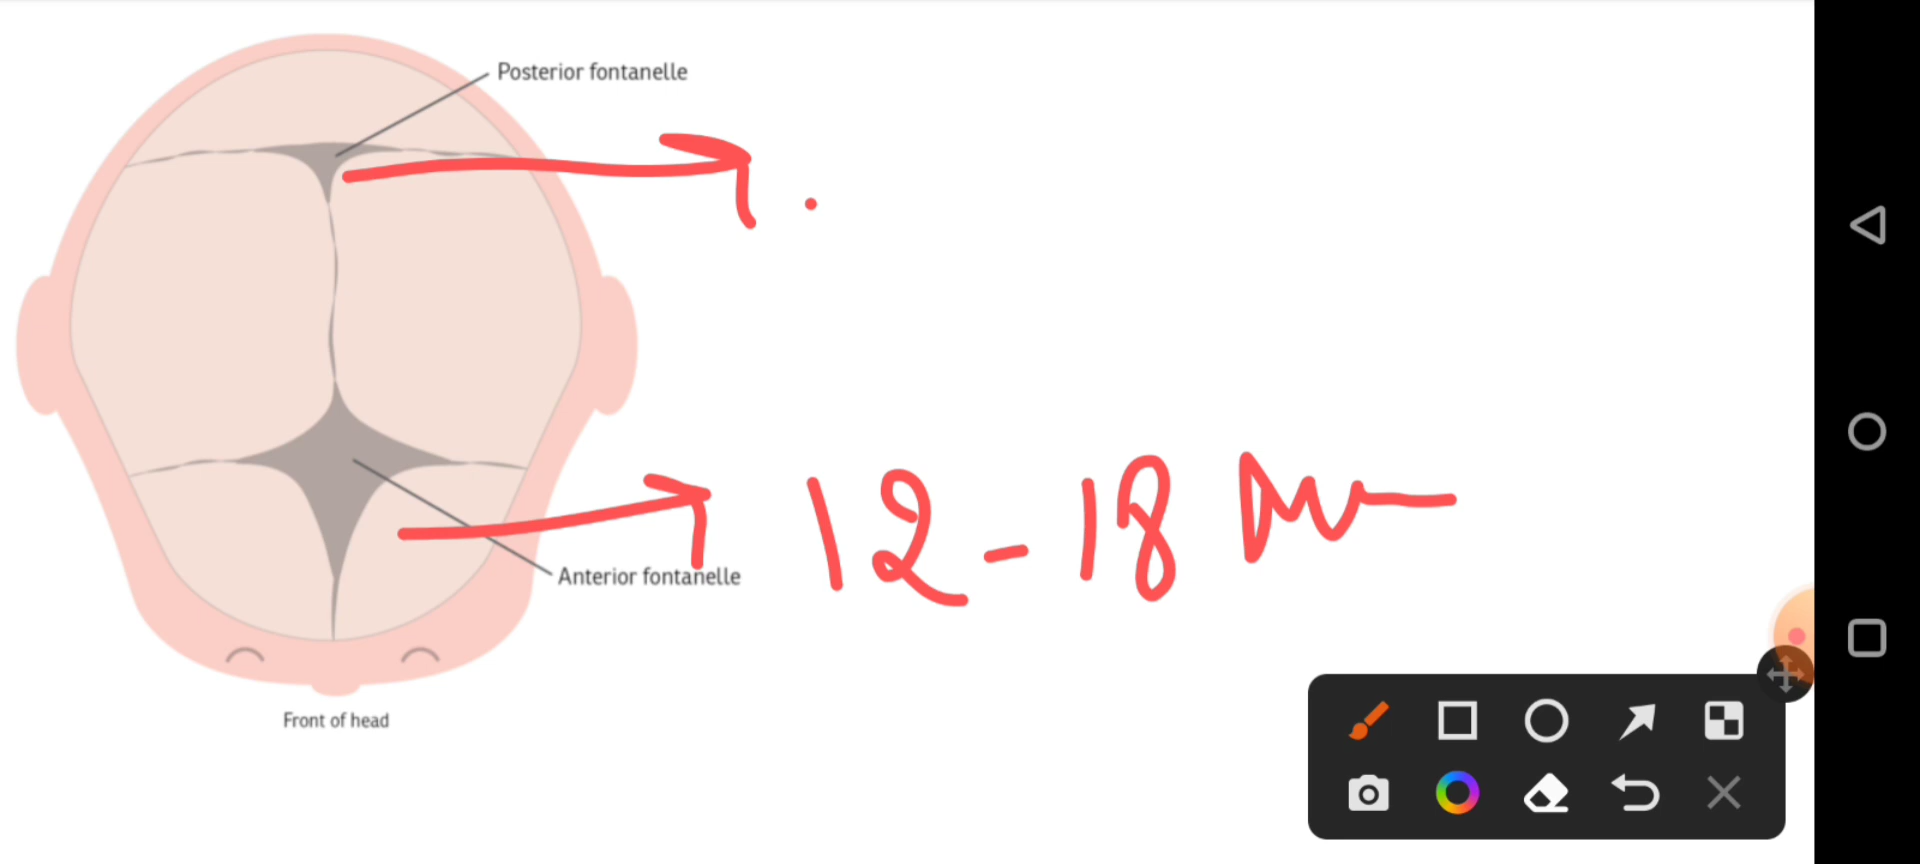 Posterior fontanelle
12-18
Anterior fontanelle
Front of head